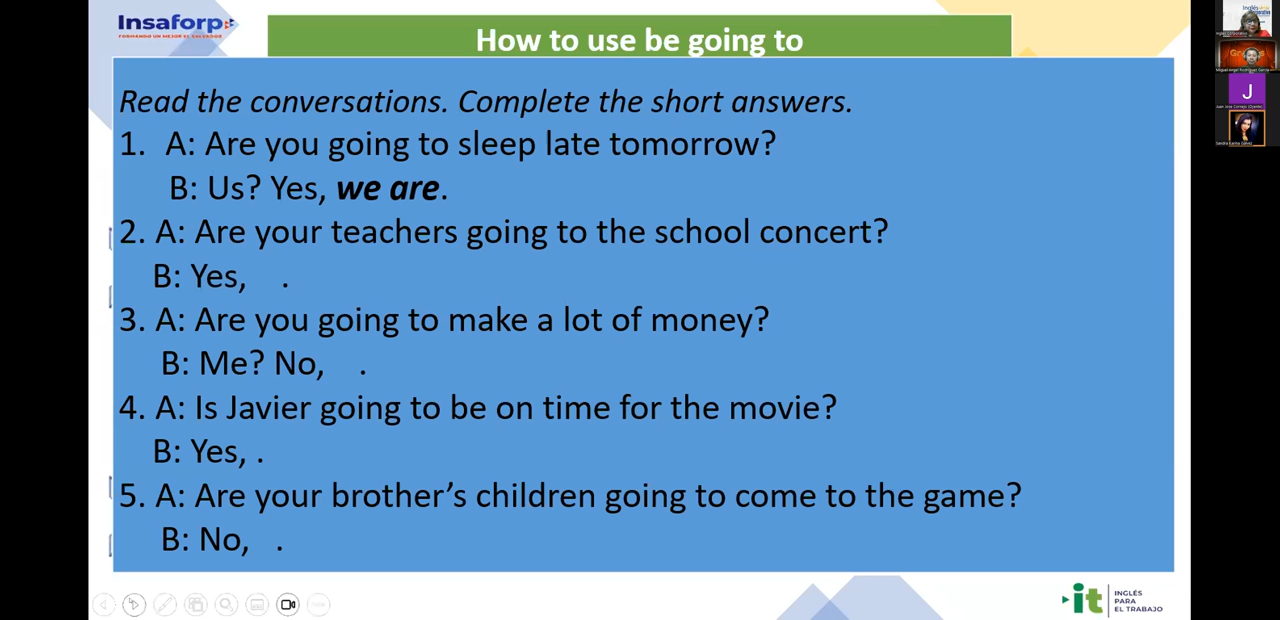 Insaforp
FORMANDO UN MEJOR EL SALVADOR
How to use be going to
Read the conversations. Complete the short answers.
1. A: Are you going to sleep late tomorrow?
B: Us? Yes, we are.
2. A: Are your teachers going to the school concert?
B: Yes, .
3. A: Are you going to make a lot of money?
B: Me? No, .
4. A: Is Javier going to be on time for the movie?
B: Yes, .
5. A: Are your brother’s children going to come to the game?
B: No, .
it
INGLÉS
PARA
EL TRABAJO
J